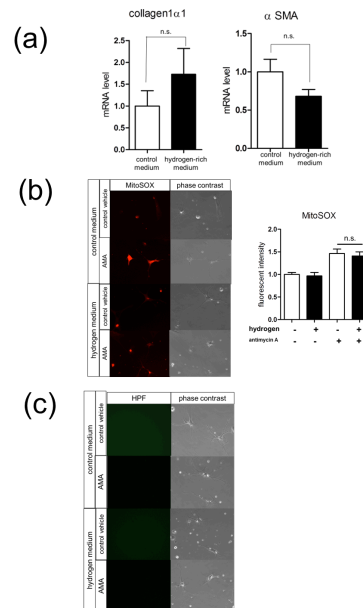 (a)
collagen1α1
n.s.
mRNA level
2.5
2.0
1.5
1.0
0.5
0.0
control medium
hydrogen-rich medium
α SMA
n.s.
mRNA level
1.5
1.0
0.5
0.0
control medium
hydrogen-rich medium
(b)
MitoSOX
phase contrast
control medium
control vehicle
AMA
hydrogen medium
control vehicle
AMA
MitoSOX
n.s.
fluorescent intensity
2.0
1.5
1.0
0.5
0.0
hydrogen - + - +
antimycin A - - + +
(c)
HPF
phase contrast
control medium
control vehicle
AMA
hydrogen medium
control vehicle
AMA